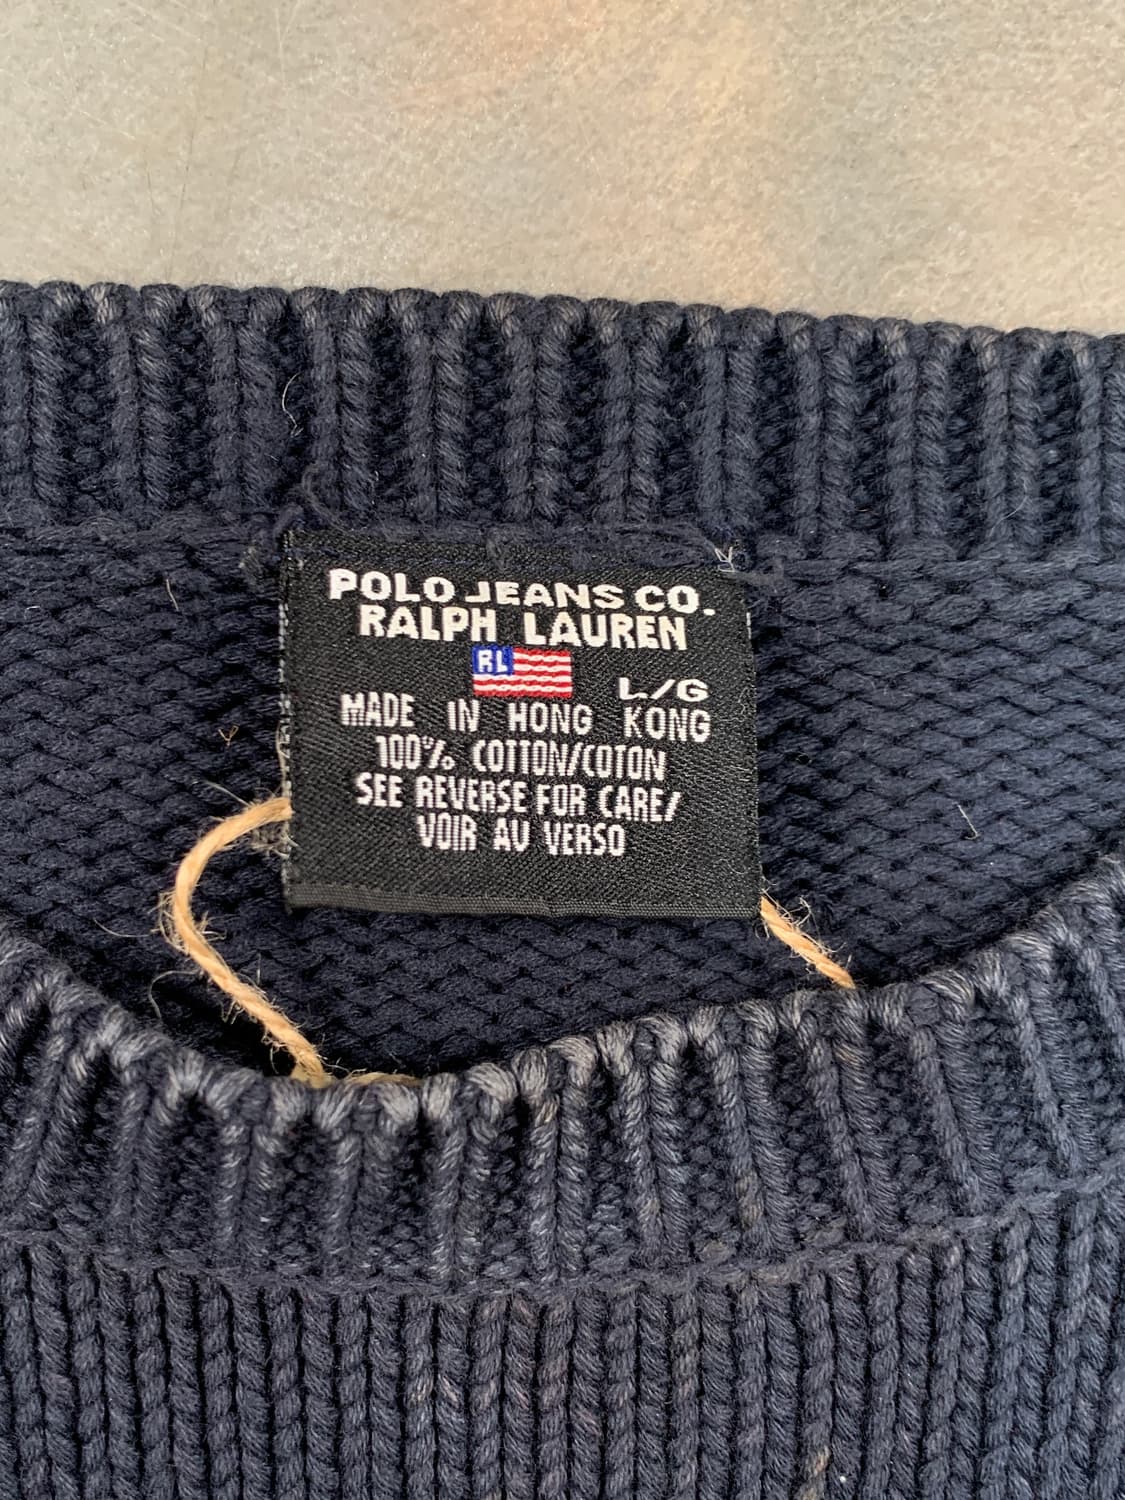 POLO JEANS CO.
RALPH LAUREN
RL
L/G
MADE IN HONG KONG
100% COTTON/COTON
SEE REVERSE FOR CARE/
VOIR AU VERSO